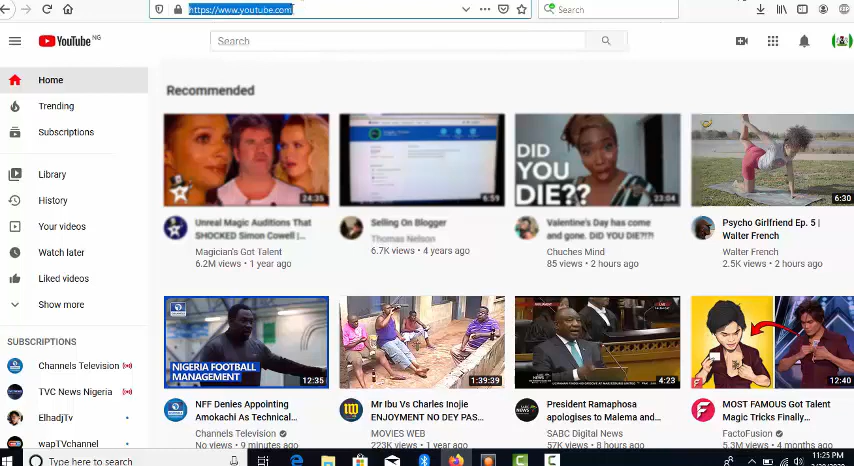 https://www.youtube.com
Search
YouTube NG
Search
Home
Trending
Subscriptions
Library
History
Your videos
Watch later
Liked videos
Show more
SUBSCRIPTIONS
Channels Television
TVC News Nigeria
ElhadjTv
wapTVchannel
Recommended
24:35
6:59
DID
YOU
DIE??
23:04
6:30
Unreal Magic Auditions That
SHOCKED Simon Cowell |...
Magician's Got Talent
6.2M views • 1 year ago
Selling On Blogger
Thomas Nelson
6.7K views • 4 years ago
Valentine's Day has come
and gone. DID YOU DIE?!?!
Chuches Mind
85 views • 2 hours ago
Psycho Girlfriend Ep. 5 |
Walter French
Walter French
2.5K views • 2 hours ago
NIGERIA FOOTBALL
MANAGEMENT
12:35
1:39:39
PARLIAMENT
LIVE
4:23
12:40
NFF Denies Appointing
Amokachi As Technical...
Channels Television
No views • 9 minutes ago
Mr Ibu Vs Charles Inojie
ENJOYMENT NO DEY PAS...
MOVIES WEB
223K views • 1 year ago
President Ramaphosa
apologises to Malema and...
SABC Digital News
57K views • 8 hours ago
MOST FAMOUS Got Talent
Magic Tricks Finally...
FactoFusion
5.3M views • 4 months ago
Type here to search
11:25 PM